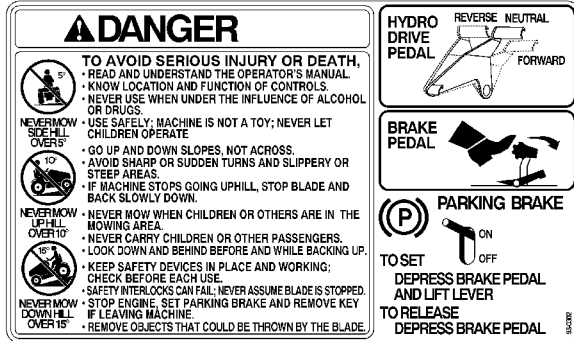 DANGER
TO AVOID SERIOUS INJURY OR DEATH,
• READ AND UNDERSTAND THE OPERATOR'S MANUAL.
• KNOW LOCATION AND FUNCTION OF CONTROLS.
• NEVER USE WHEN UNDER THE INFLUENCE OF ALCOHOL
OR DRUGS.
• USE SAFELY; MACHINE IS NOT A TOY; NEVER LET
CHILDREN OPERATE
• GO UP AND DOWN SLOPES, NOT ACROSS.
• AVOID SHARP OR SUDDEN TURNS AND SLIPPERY OR
STEEP AREAS.
• IF MACHINE STOPS GOING UPHILL, STOP BLADE AND
BACK SLOWLY DOWN.
• NEVER MOW WHEN CHILDREN OR OTHERS ARE IN THE
MOWING AREA.
• NEVER CARRY CHILDREN OR OTHER PASSENGERS.
• LOOK DOWN AND BEHIND BEFORE AND WHILE BACKING UP.
• KEEP SAFETY DEVICES IN PLACE AND WORKING;
CHECK BEFORE EACH USE.
• SAFETY INTERLOCKS CAN FAIL; NEVER ASSUME BLADE IS STOPPED.
• STOP ENGINE, SET PARKING BRAKE AND REMOVE KEY
IF LEAVING MACHINE.
• REMOVE OBJECTS THAT COULD BE THROWN BY THE BLADE.
5°
NEVER MOW
SIDE HILL
OVER 5°
10°
NEVER MOW
UP HILL
OVER 10°
15°
NEVER MOW
DOWN HILL
OVER 15°
HYDRO
DRIVE
PEDAL
REVERSE NEUTRAL
FORWARD
BRAKE
PEDAL
P
PARKING BRAKE
ON
OFF
TO SET
DEPRESS BRAKE PEDAL
AND LIFT LEVER
TO RELEASE
DEPRESS BRAKE PEDAL